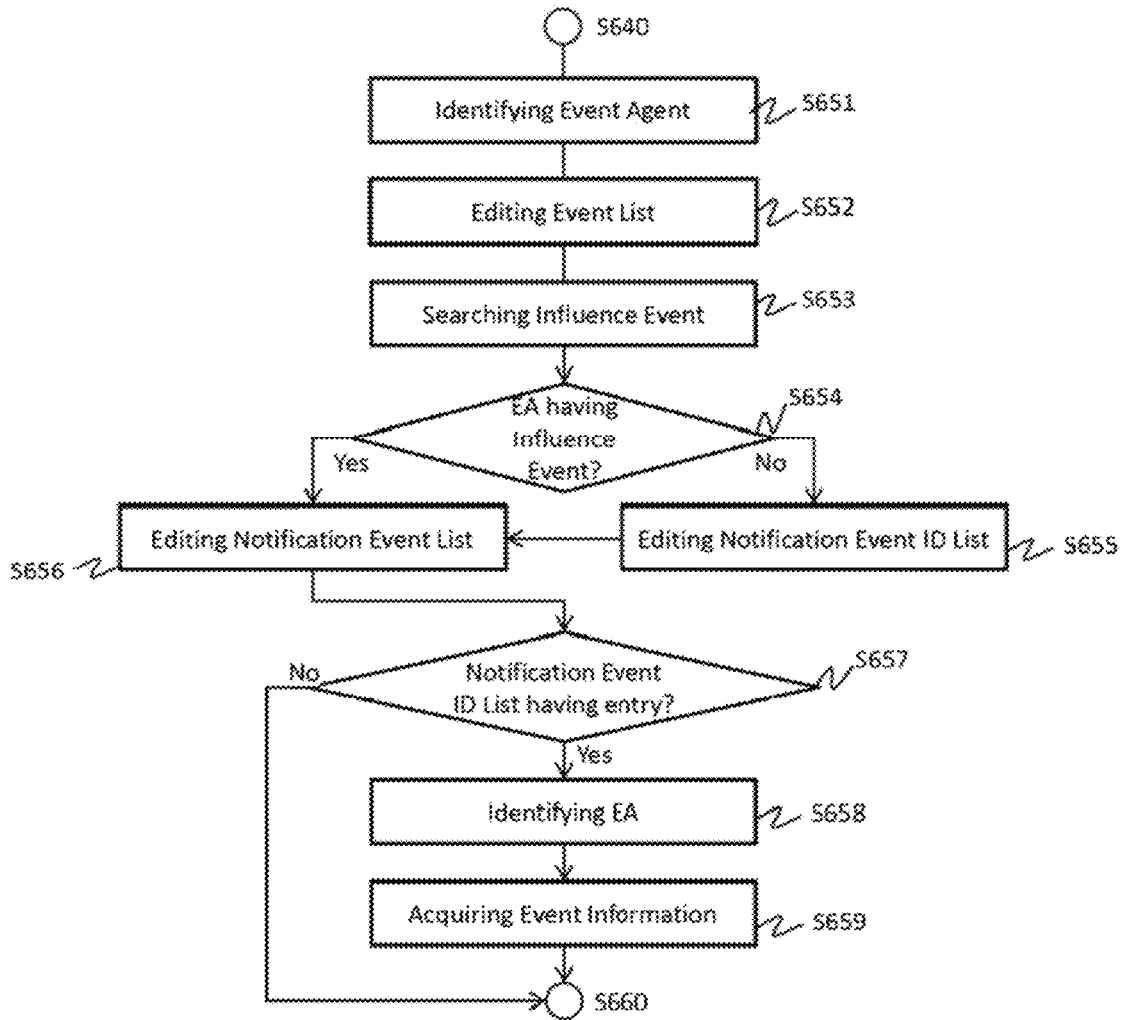 S640
Identifying Event Agent
S651
Editing Event List
S652
Searching Influence Event
S653
EA having
Influence
Event?
S654
Yes
No
Editing Notification Event List
Editing Notification Event ID List
S656
S655
Notification Event
ID List having entry?
S657
No
Yes
Identifying EA
S658
Acquiring Event Information
S659
S660